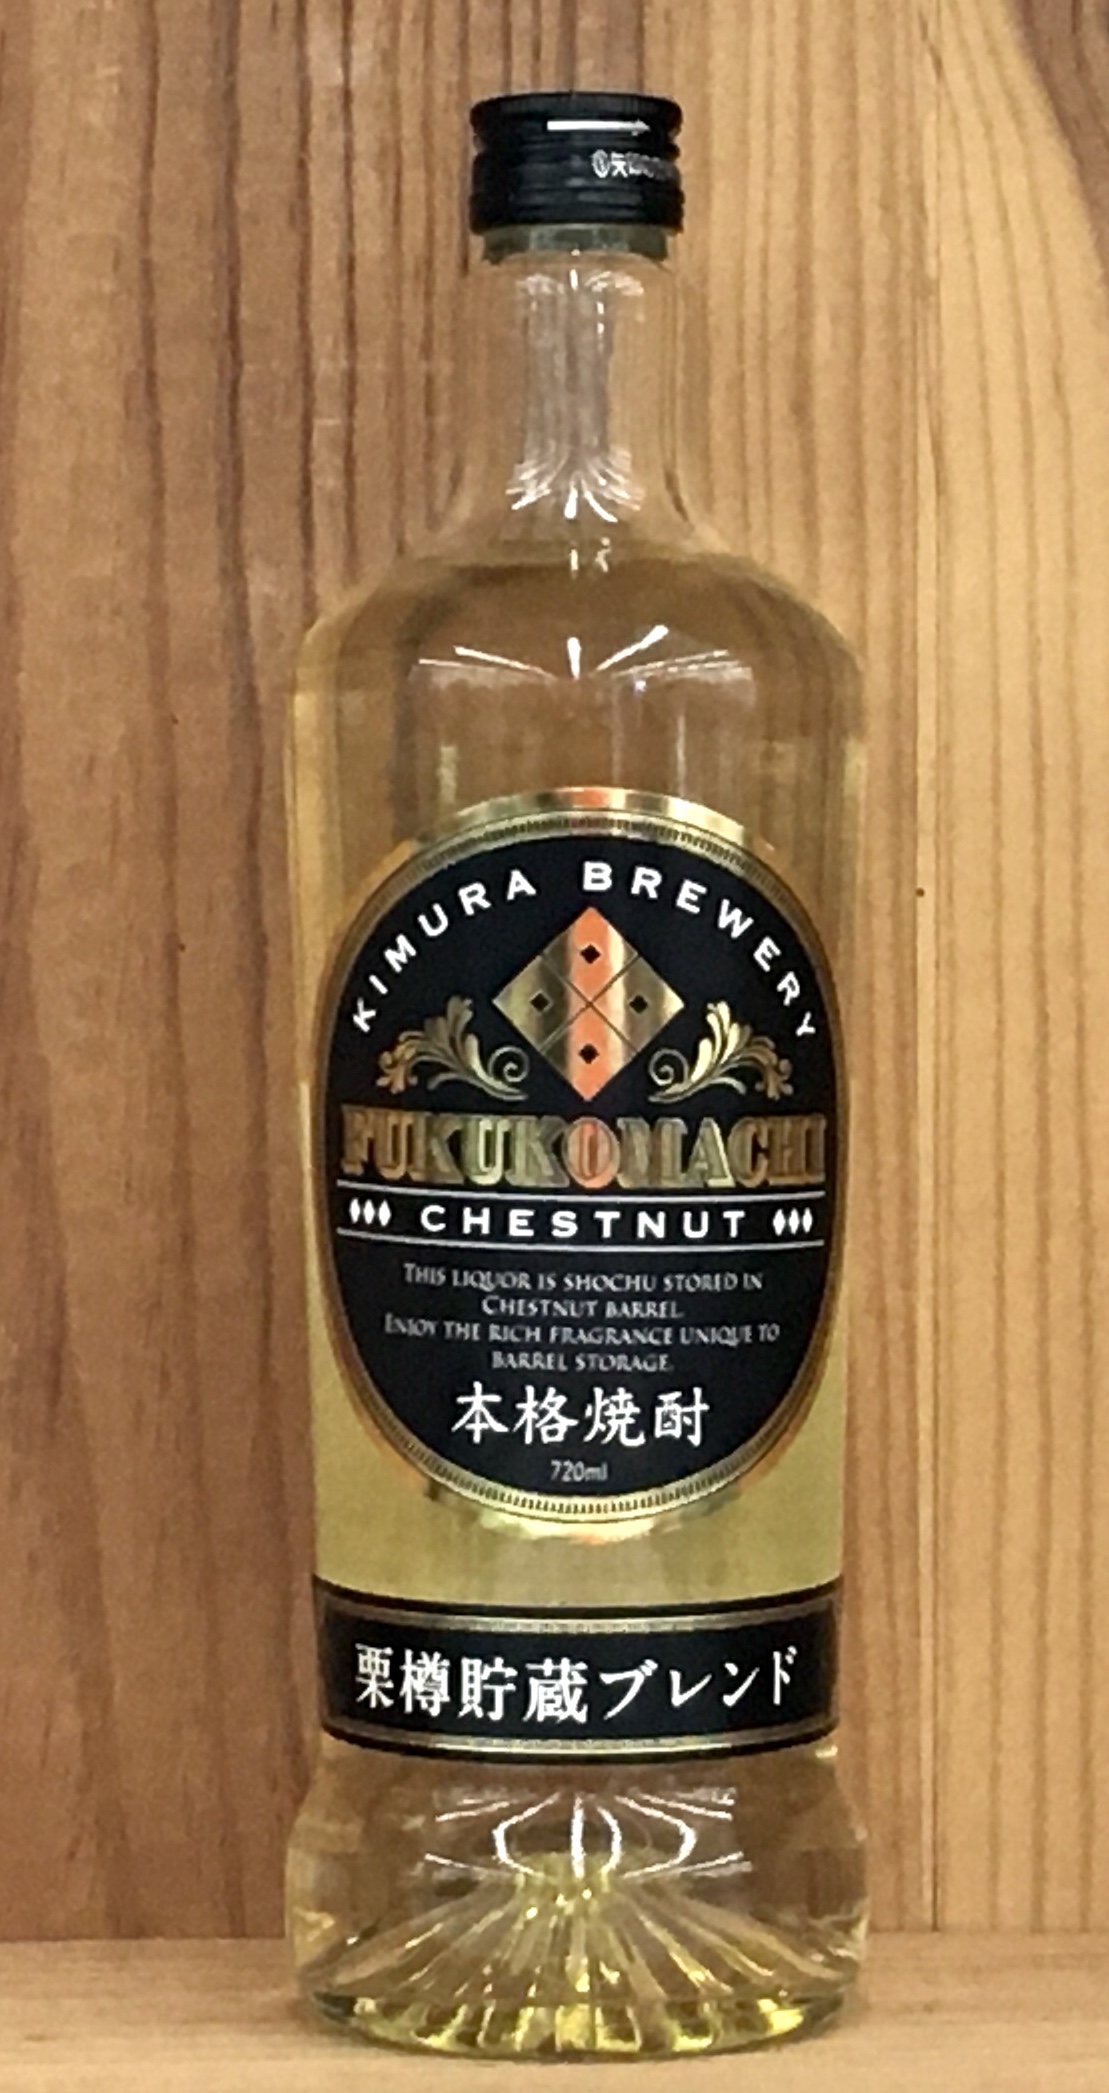 KIMURA BREWERY
FUKUKOMACHI
CHESTNUT
THIS LIQUOR IS SHOCHU STORED IN
CHESTNUT BARREL.
ENJOY THE RICH FRAGRANCE UNIQUE TO
BARREL STORAGE.
本格焼酎
720ml
栗樽貯蔵ブレンド